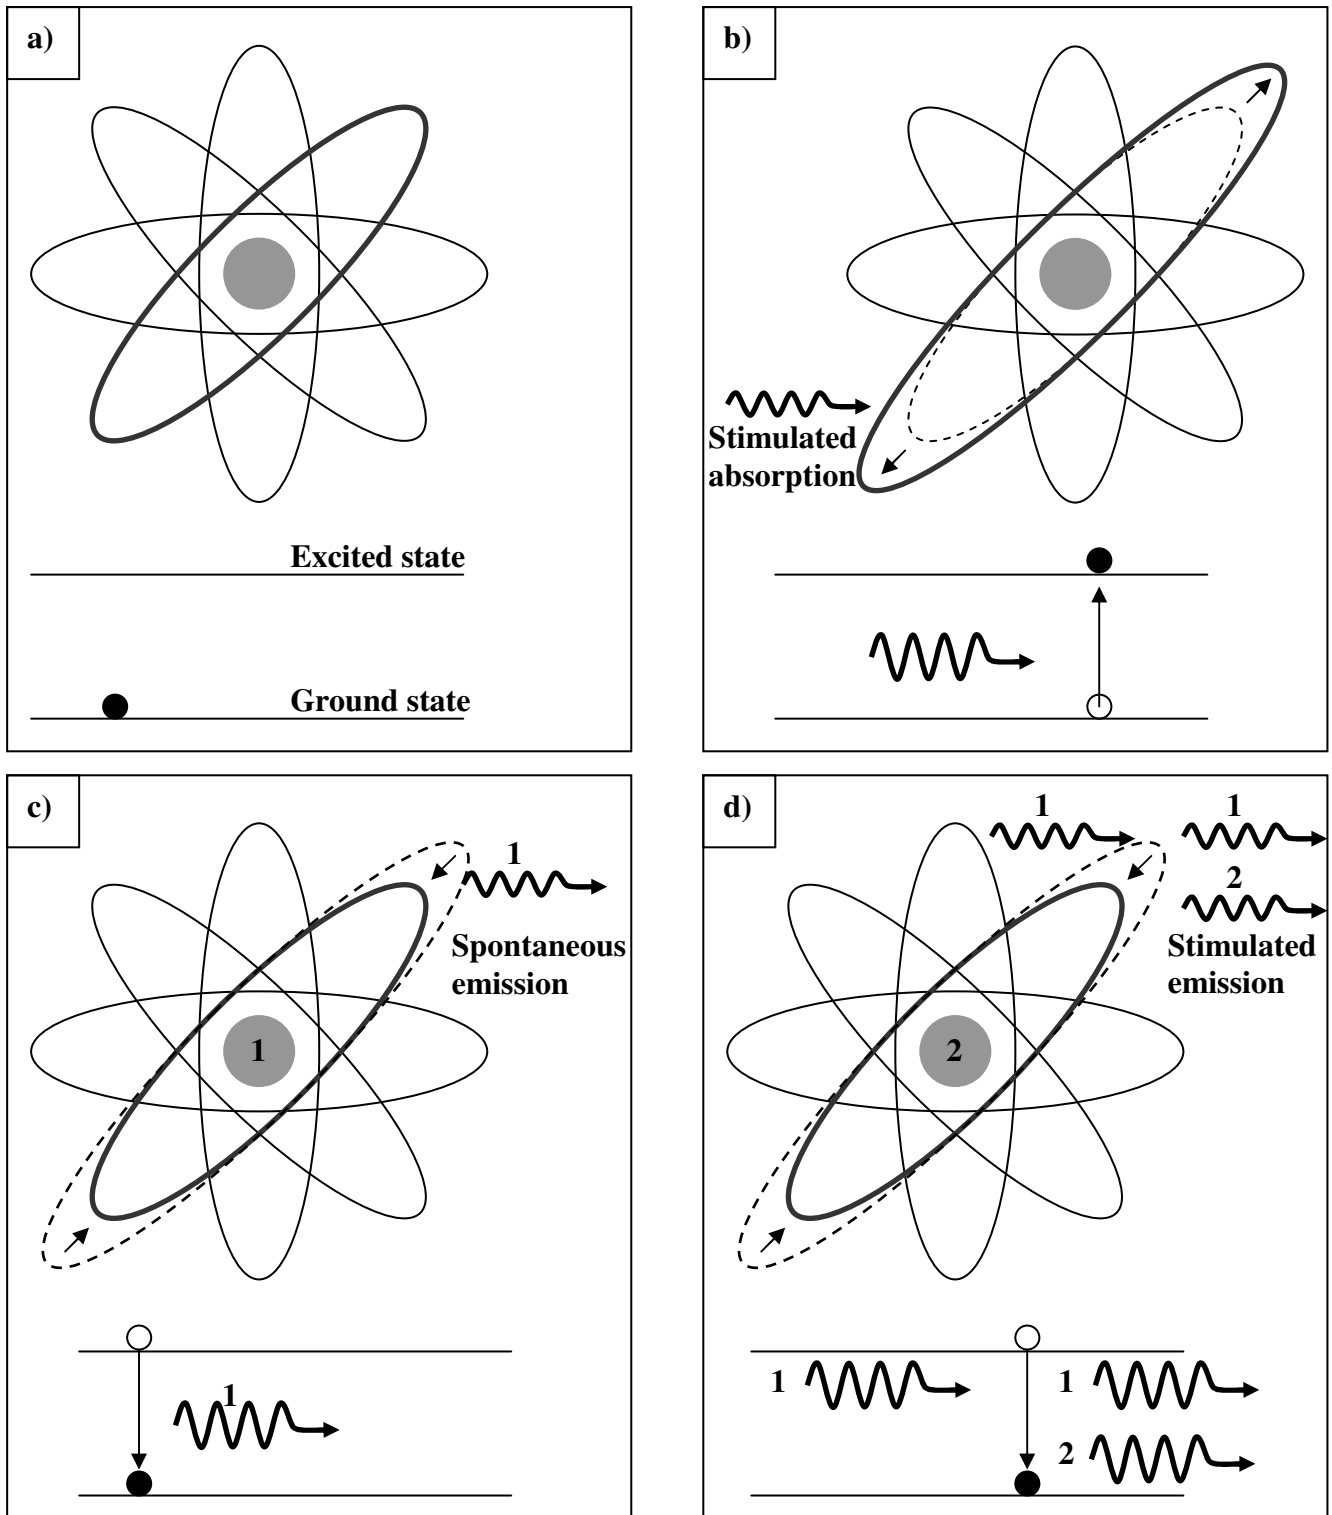 a)
Excited state
Ground state
b)
Stimulated
absorption
c)
1
Spontaneous
emission
1
1
d)
1 1
2
Stimulated
emission
2
1 1
2